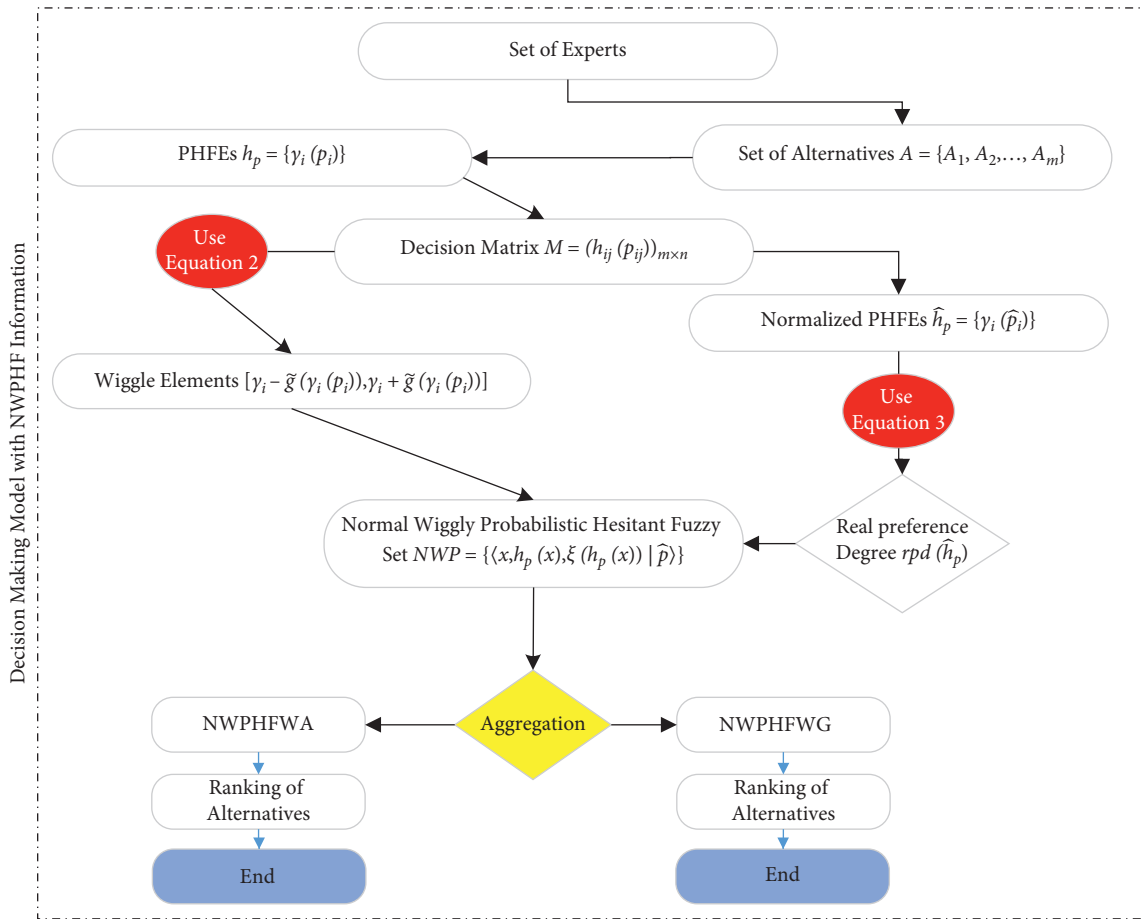 Decision Making Model with NWPHF Information
Set of Experts
PHFEs h_p = {γ_i (p_i)}
Set of Alternatives A = {A_1, A_2,..., A_m}
Use
Equation 2
Decision Matrix M = (h_ij (p_ij))_m×n
Normalized PHFEs ĥ_p = {γ_i (p̂_i)}
Wiggle Elements [γ_i – g̃ (γ_i (p_i)),γ_i + g̃ (γ_i (p_i))]
Use
Equation 3
Normal Wiggly Probabilistic Hesitant Fuzzy
Set NWP = {⟨x,h_p (x),ξ (h_p (x)) | p̂⟩}
Real preference
Degree rpd (ĥ_p)
Aggregation
NWPHFWA
NWPHFWG
Ranking of
Alternatives
Ranking of
Alternatives
End
End